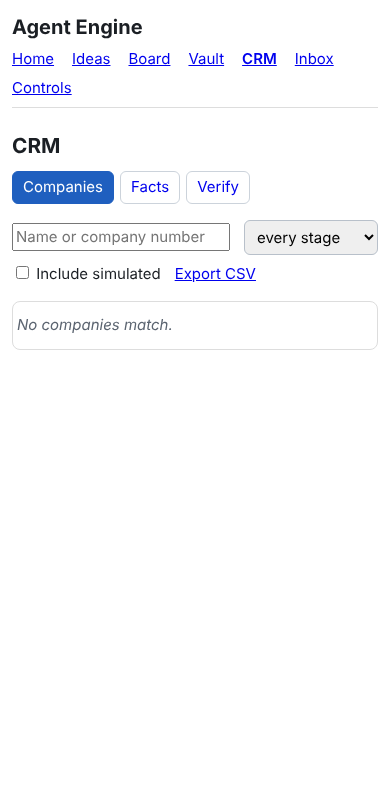 Agent Engine
Home Ideas Board Vault CRM Inbox
Controls
CRM
Companies Facts Verify
Name or company number every stage
Include simulated Export CSV
No companies match.